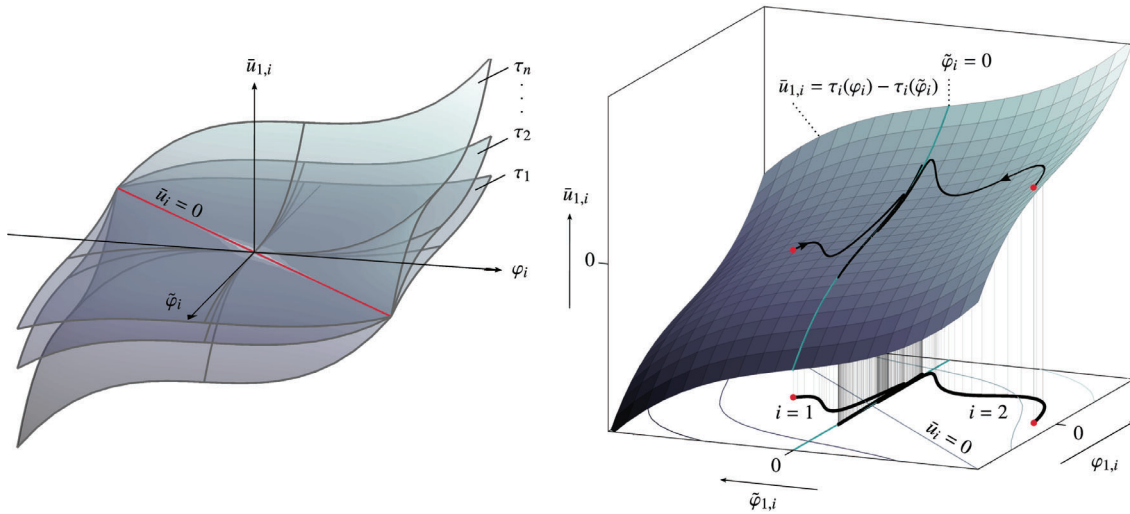 ū₁,ᵢ
τₙ
τ₂
τ₁
ūᵢ = 0
φᵢ
φ̃ᵢ
φ̃ᵢ = 0
ū₁,ᵢ = τᵢ(φᵢ) − τᵢ(φ̃ᵢ)
ū₁,ᵢ
0
i = 1
i = 2
ūᵢ = 0
0
φ₁,ᵢ
0
φ̃₁,ᵢ